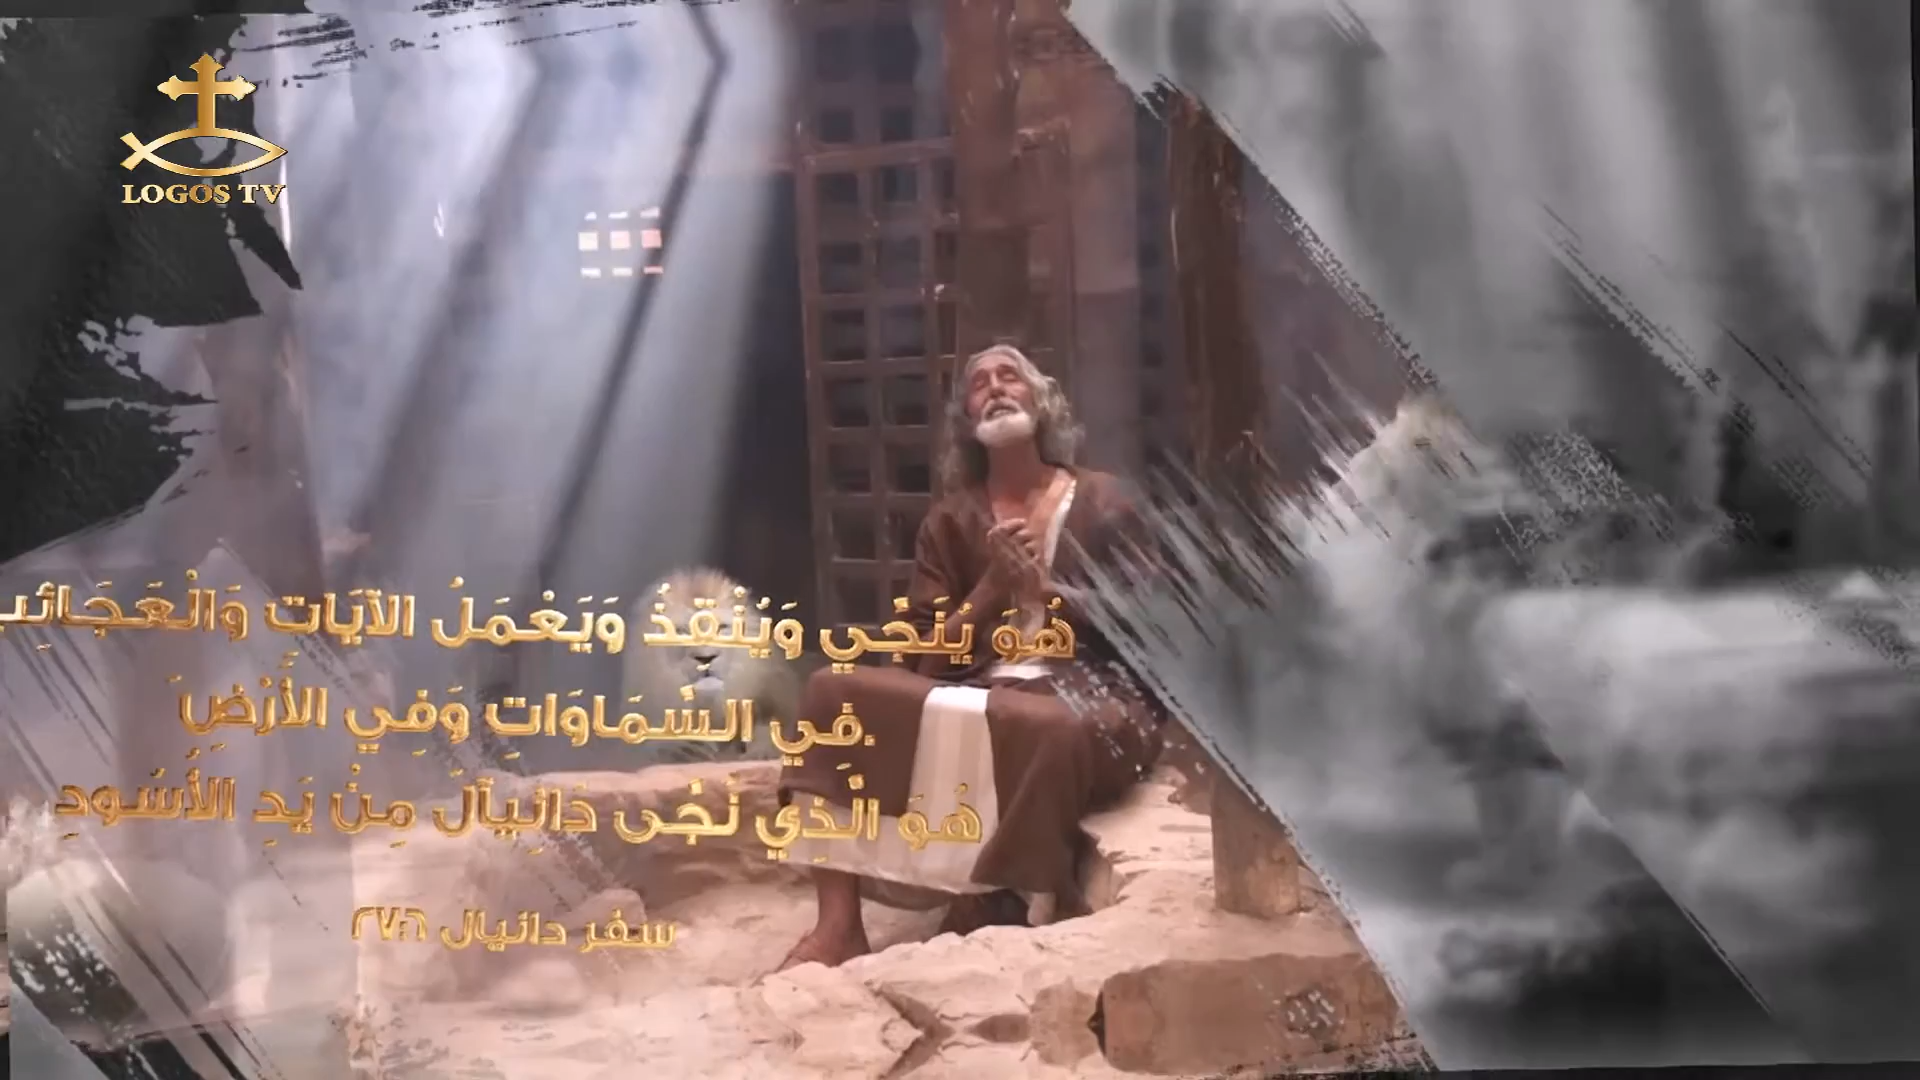 LOGOS TV
هُوَ يُنَجِّي وَيُنْقِذُ وَيَعْمَلُ الآيَاتِ وَالْعَجَائِبَ
فِي السَّمَاوَاتِ وَفِي الأَرْضِ.
هُوَ الَّذِي نَجَّى دَانِيآلَ مِنْ يَدِ الأُسُودِ
سفر دانيال ٢٧:٦